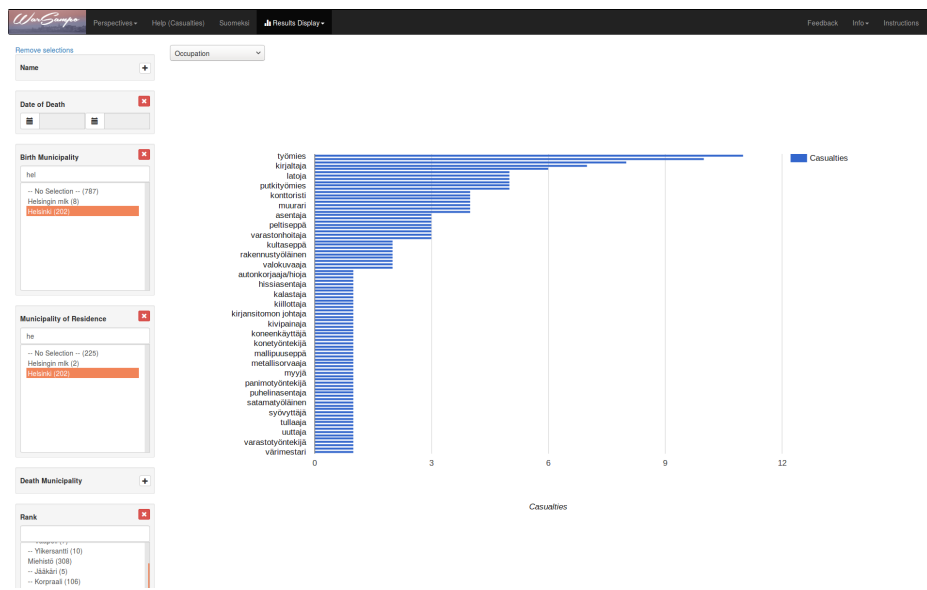 WarSampo Perspectives Help (Casualties) Suomeksi Results Display Feedback Info Instructions
Remove selections
Name
Date of Death
Birth Municipality
hel
-- No Selection -- (787)
Helsingin mlk (8)
Helsinki (202)
Municipality of Residence
he
-- No Selection -- (225)
Helsingin mlk (2)
Helsinki (202)
Death Municipality
Rank
-- Ylikersantti (10)
Miehistö (308)
-- Jääkäri (5)
-- Korpraali (106)
Occupation
työmies
kirjaltaja
latoja
putkityömies
konttoristi
muurari
asentaja
peltiseppä
varastonhoitaja
kultaseppä
rakennustyöläinen
valokuvaaja
autonkorjaaja/hioja
hissiasentaja
kalastaja
kiillottaja
kirjansitomon johtaja
kivipainaja
koneenkäyttäjä
konetyöntekijä
mallipuuseppä
metallisorvaaja
myyjä
panimotyöntekijä
puhelinasentaja
satamatyöläinen
syövyttäjä
tullaaja
uuttaja
varastotyöntekijä
värimestari
0 3 6 9 12
Casualties
Casualties